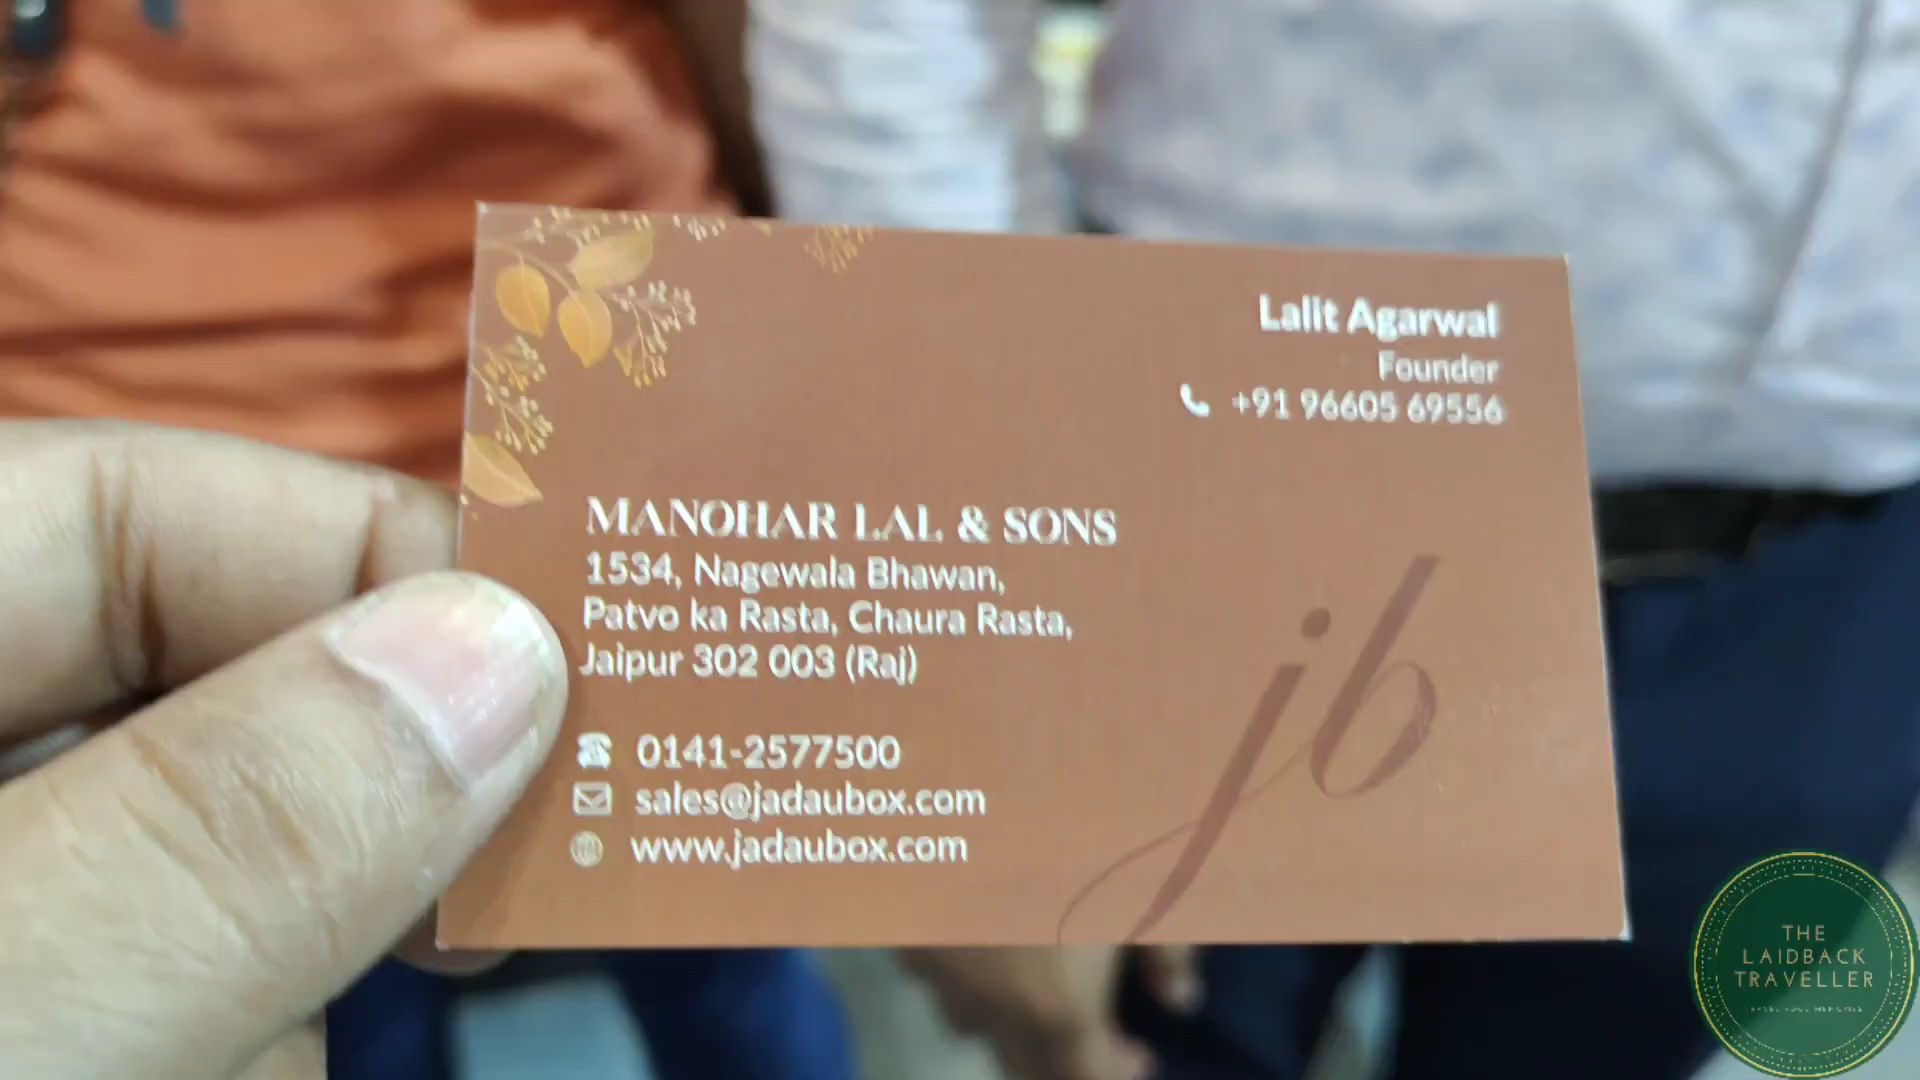 Lalit Agarwal
Founder
+91 96605 69556
MANOHAR LAL & SONS
1534, Nagewala Bhawan,
Patvo ka Rasta, Chaura Rasta,
Jaipur 302 003 (Raj)
0141-2577500
sales@jadaubox.com
www.jadaubox.com
jb
THE
LAIDBACK
TRAVELLER